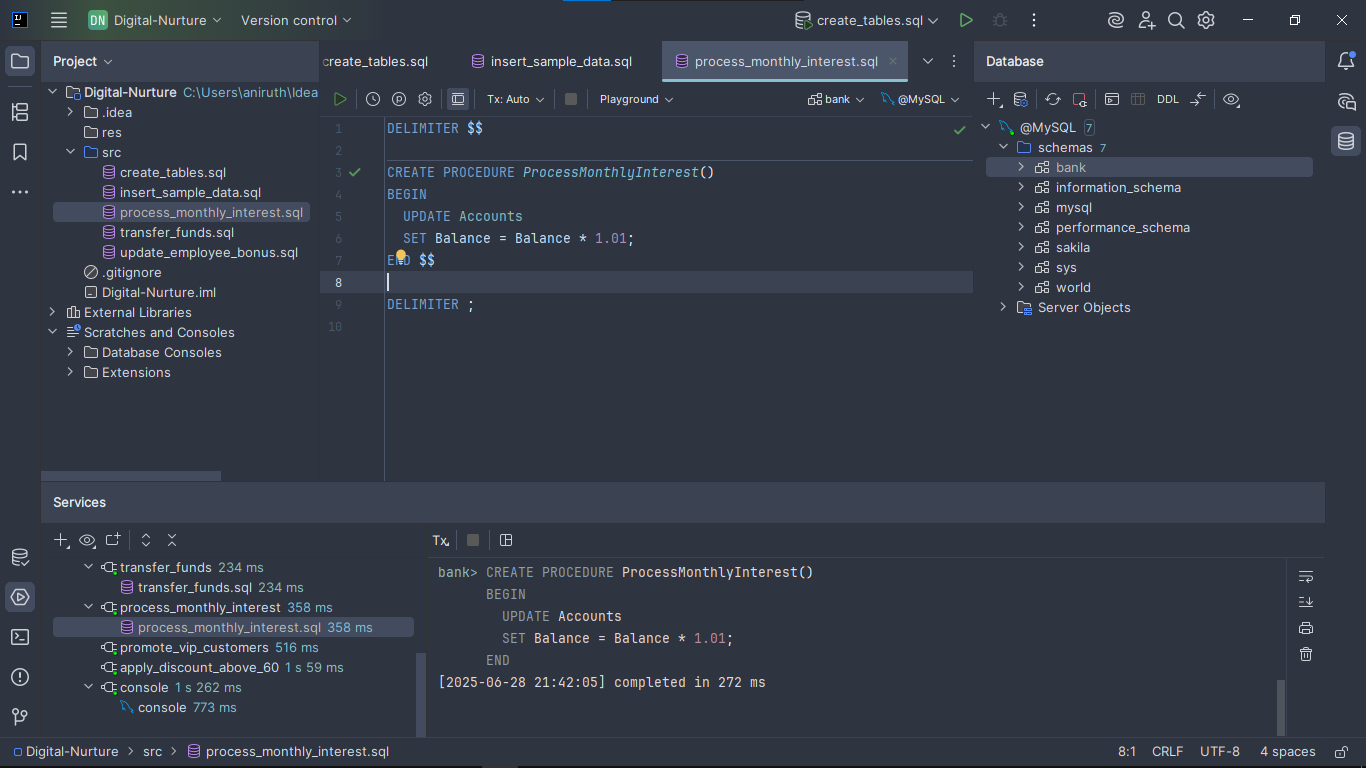 DN Digital-Nurture Version control create_tables.sql
Project
create_tables.sql insert_sample_data.sql process_monthly_interest.sql
Database
Digital-Nurture C:\Users\aniruth\Idea
.idea
res
src
create_tables.sql
insert_sample_data.sql
process_monthly_interest.sql
transfer_funds.sql
update_employee_bonus.sql
.gitignore
Digital-Nurture.iml
External Libraries
Scratches and Consoles
Database Consoles
Extensions
Tx: Auto Playground bank @MySQL
1 DELIMITER $$
2
3 CREATE PROCEDURE ProcessMonthlyInterest()
4 BEGIN
5 UPDATE Accounts
6 SET Balance = Balance * 1.01;
7 END $$
8
9 DELIMITER ;
10
DDL
@MySQL 7
schemas 7
bank
information_schema
mysql
performance_schema
sakila
sys
world
Server Objects
Services
transfer_funds 234 ms
transfer_funds.sql 234 ms
process_monthly_interest 358 ms
process_monthly_interest.sql 358 ms
promote_vip_customers 516 ms
apply_discount_above_60 1 s 59 ms
console 1 s 262 ms
console 773 ms
Tx
bank> CREATE PROCEDURE ProcessMonthlyInterest()
BEGIN
UPDATE Accounts
SET Balance = Balance * 1.01;
END
[2025-06-28 21:42:05] completed in 272 ms
Digital-Nurture > src > process_monthly_interest.sql
8:1 CRLF UTF-8 4 spaces